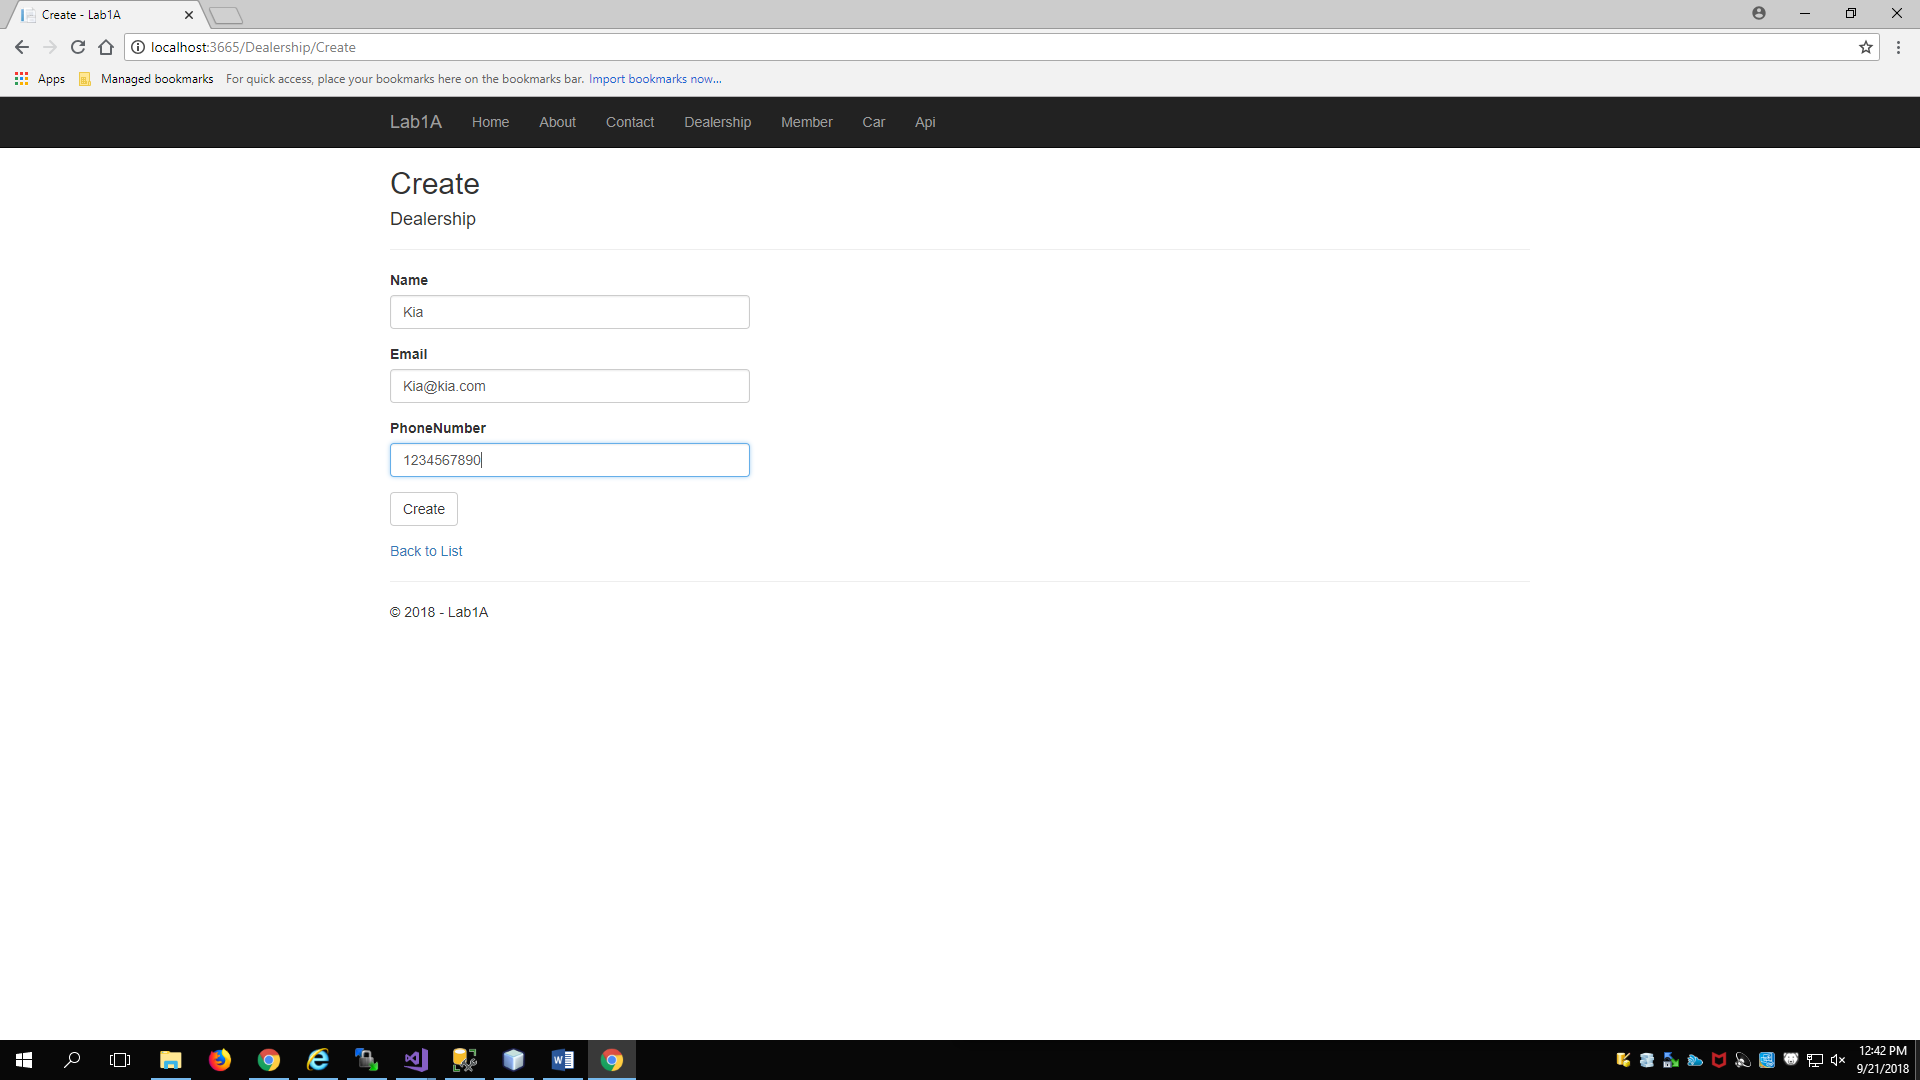 Create - Lab1A
localhost:3665/Dealership/Create
Apps Managed bookmarks For quick access, place your bookmarks here on the bookmarks bar. Import bookmarks now...
Lab1A Home About Contact Dealership Member Car Api
Create
Dealership
Name
Kia
Email
Kia@kia.com
PhoneNumber
1234567890
Create
Back to List
© 2018 - Lab1A
12:42 PM
9/21/2018